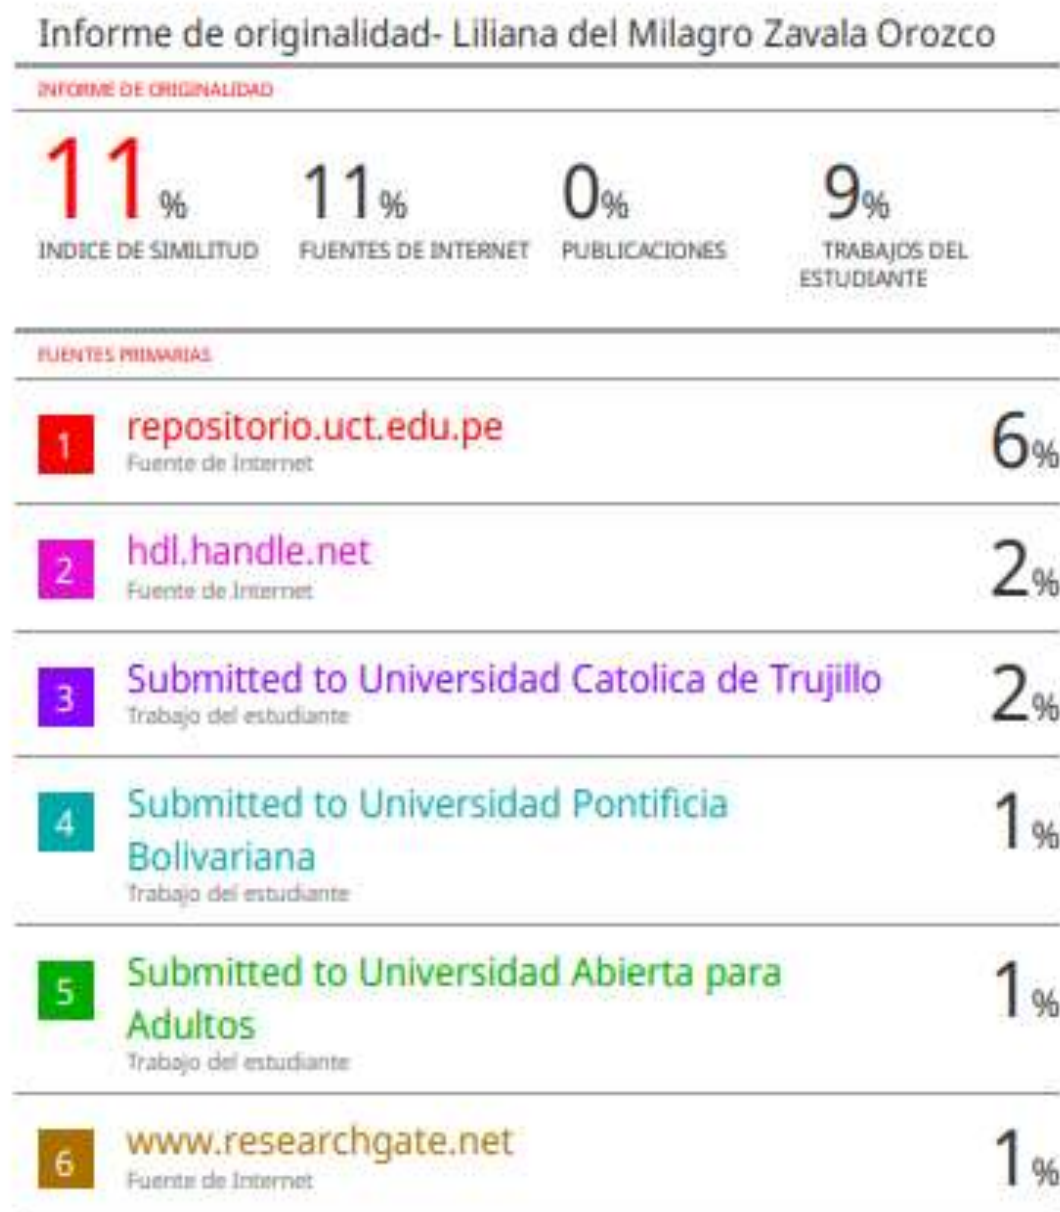 Informe de originalidad- Liliana del Milagro Zavala Orozco
INFORME DE ORIGINALIDAD
11% 11% 0% 9%
INDICE DE SIMILITUD FUENTES DE INTERNET PUBLICACIONES TRABAJOS DEL
ESTUDIANTE
FUENTES PRIMARIAS
1 repositorio.uct.edu.pe 6%
Fuente de Internet
2 hdl.handle.net 2%
Fuente de Internet
3 Submitted to Universidad Catolica de Trujillo 2%
Trabajo del estudiante
4 Submitted to Universidad Pontificia 1%
Bolivariana
Trabajo del estudiante
5 Submitted to Universidad Abierta para 1%
Adultos
Trabajo del estudiante
6 www.researchgate.net 1%
Fuente de Internet